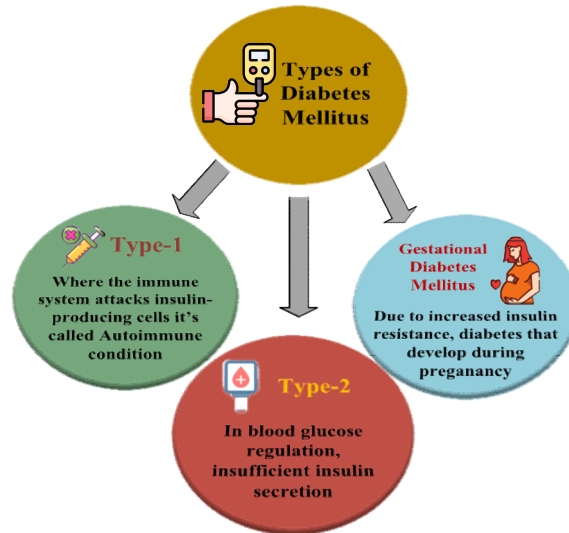 Types of
Diabetes
Mellitus
Type-1
Where the immune
system attacks insulin-
producing cells it's
called Autoimmune
condition
Type-2
In blood glucose
regulation,
insufficient insulin
secretion
Gestational
Diabetes
Mellitus
Due to increased insulin
resistance, diabetes that
develop during
preganancy